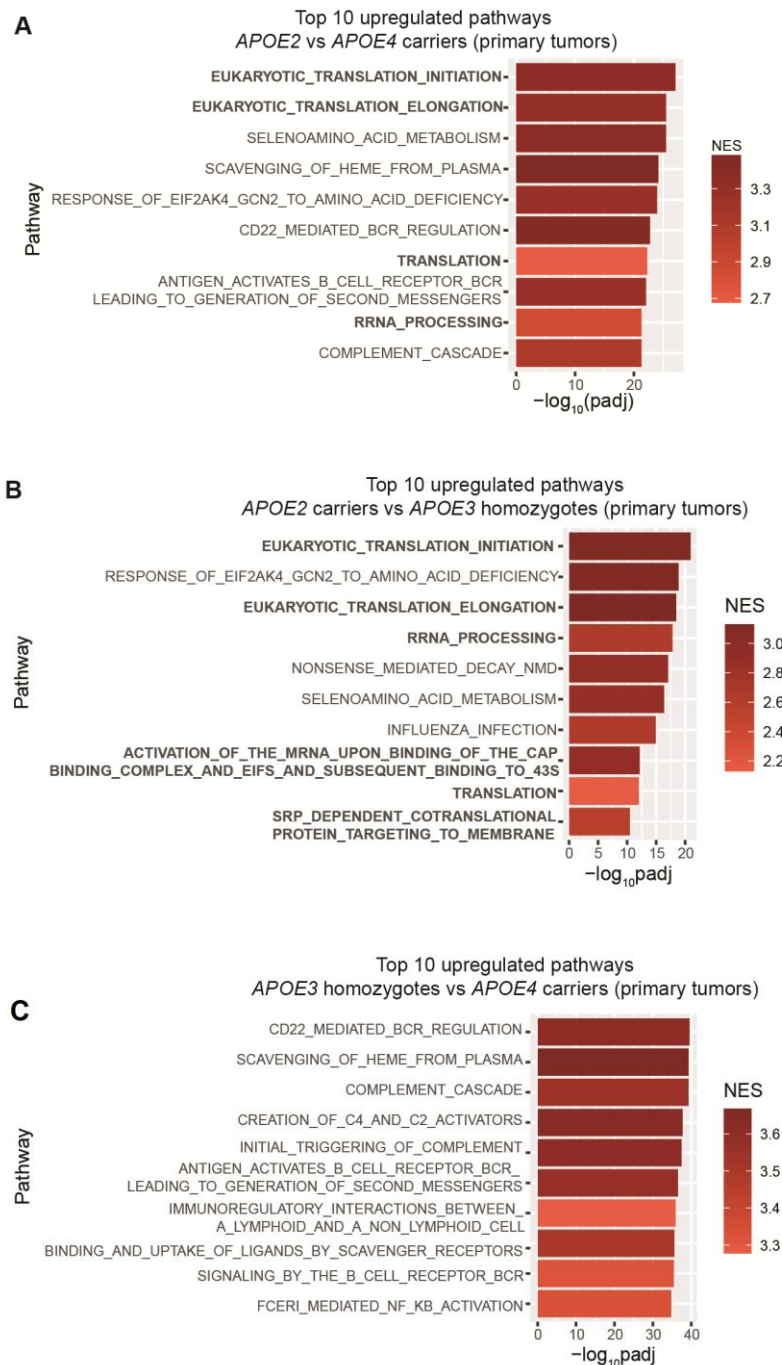 A
Top 10 upregulated pathways
APOE2 vs APOE4 carriers (primary tumors)
Pathway
EUKARYOTIC_TRANSLATION_INITIATION
EUKARYOTIC_TRANSLATION_ELONGATION
SELENOAMINO_ACID_METABOLISM
SCAVENGING_OF_HEME_FROM_PLASMA
RESPONSE_OF_EIF2AK4_GCN2_TO_AMINO_ACID_DEFICIENCY
CD22_MEDIATED_BCR_REGULATION
TRANSLATION
ANTIGEN_ACTIVATES_B_CELL_RECEPTOR_BCR
LEADING_TO_GENERATION_OF_SECOND_MESSENGERS
RRNA_PROCESSING
COMPLEMENT_CASCADE
0 10 20
−log10(padj)
NES
3.3
3.1
2.9
2.7
B
Top 10 upregulated pathways
APOE2 carriers vs APOE3 homozygotes (primary tumors)
Pathway
EUKARYOTIC_TRANSLATION_INITIATION
RESPONSE_OF_EIF2AK4_GCN2_TO_AMINO_ACID_DEFICIENCY
EUKARYOTIC_TRANSLATION_ELONGATION
RRNA_PROCESSING
NONSENSE_MEDIATED_DECAY_NMD
SELENOAMINO_ACID_METABOLISM
INFLUENZA_INFECTION
ACTIVATION_OF_THE_MRNA_UPON_BINDING_OF_THE_CAP
BINDING_COMPLEX_AND_EIFS_AND_SUBSEQUENT_BINDING_TO_43S
TRANSLATION
SRP_DEPENDENT_COTRANSLATIONAL
PROTEIN_TARGETING_TO_MEMBRANE
0 5 10 15 20
−log10padj
NES
3.0
2.8
2.6
2.4
2.2
C
Top 10 upregulated pathways
APOE3 homozygotes vs APOE4 carriers (primary tumors)
Pathway
CD22_MEDIATED_BCR_REGULATION
SCAVENGING_OF_HEME_FROM_PLASMA
COMPLEMENT_CASCADE
CREATION_OF_C4_AND_C2_ACTIVATORS
INITIAL_TRIGGERING_OF_COMPLEMENT
ANTIGEN_ACTIVATES_B_CELL_RECEPTOR_BCR_
LEADING_TO_GENERATION_OF_SECOND_MESSENGERS
IMMUNOREGULATORY_INTERACTIONS_BETWEEN_
A_LYMPHOID_AND_A_NON_LYMPHOID_CELL
BINDING_AND_UPTAKE_OF_LIGANDS_BY_SCAVENGER_RECEPTORS
SIGNALING_BY_THE_B_CELL_RECEPTOR_BCR
FCERI_MEDIATED_NF_KB_ACTIVATION
0 10 20 30 40
−log10padj
NES
3.6
3.5
3.4
3.3